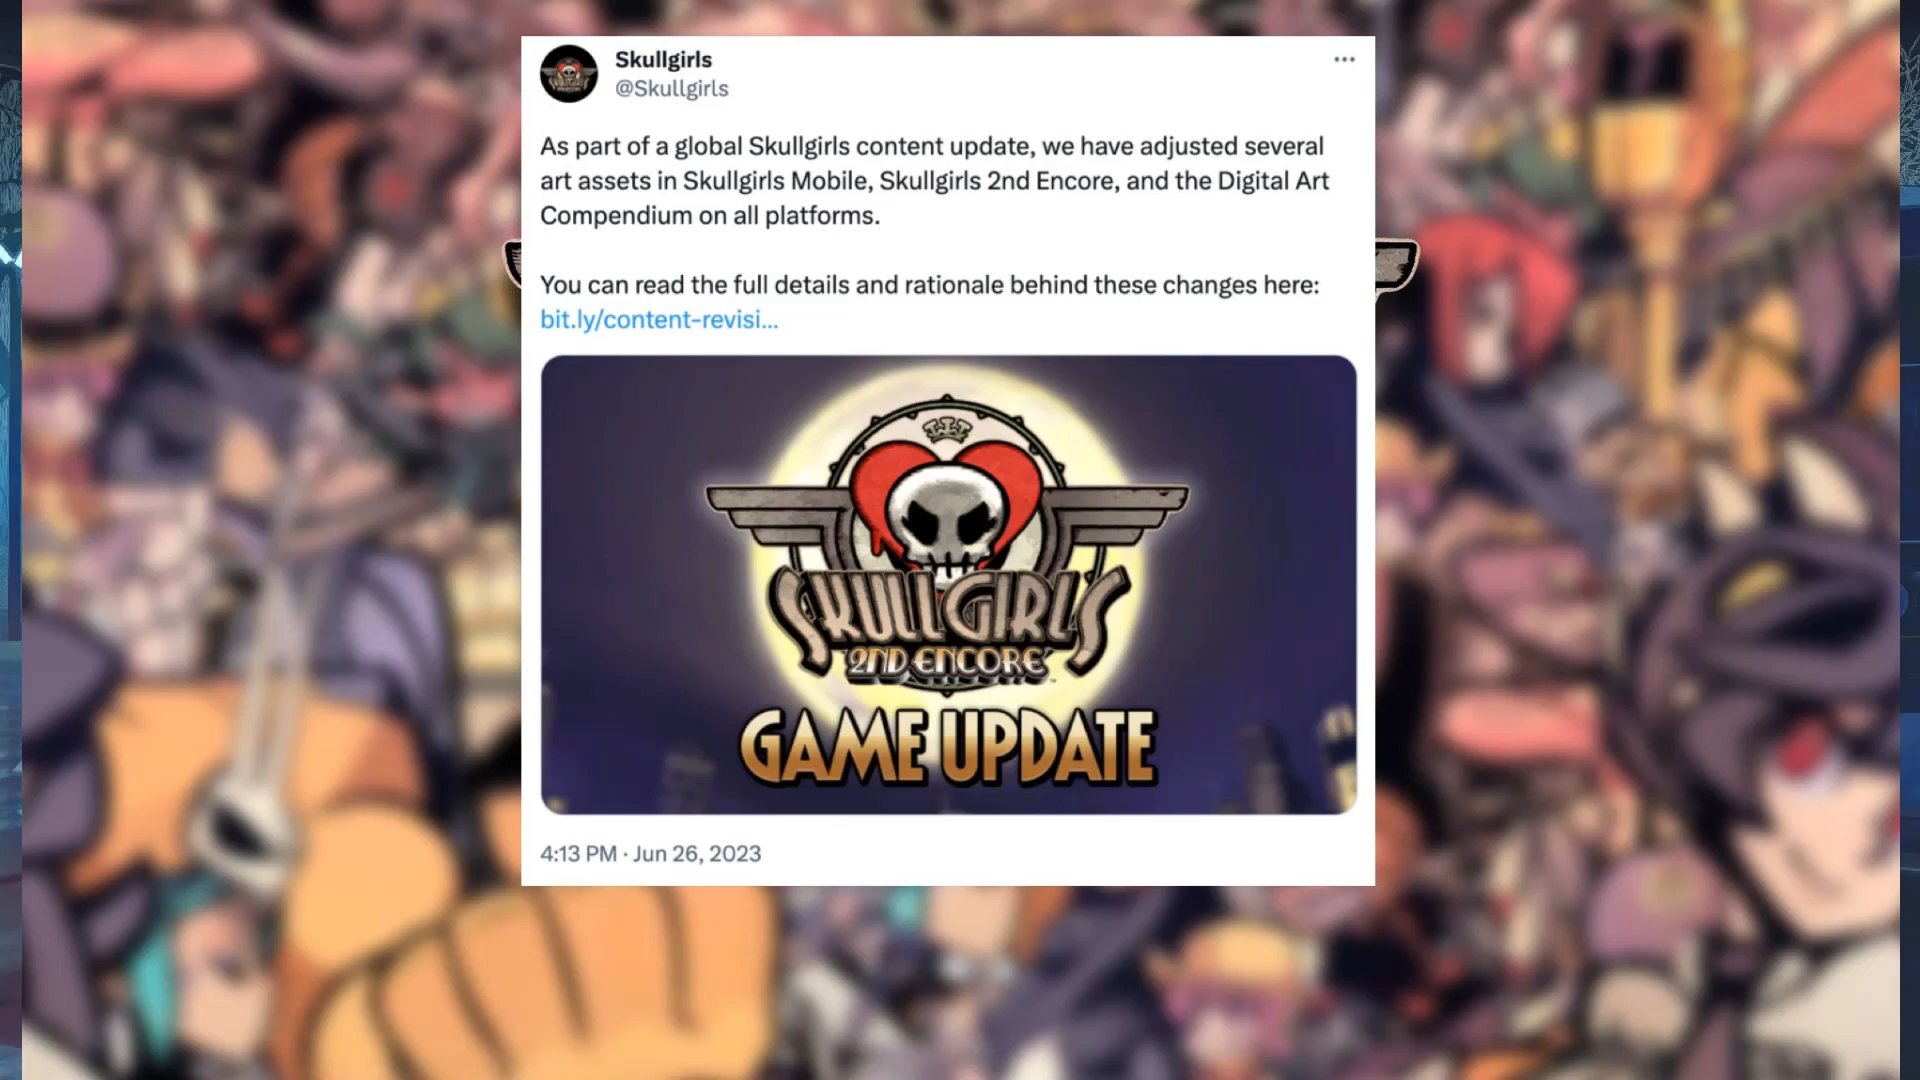 Skullgirls
@Skullgirls
As part of a global Skullgirls content update, we have adjusted several
art assets in Skullgirls Mobile, Skullgirls 2nd Encore, and the Digital Art
Compendium on all platforms.
You can read the full details and rationale behind these changes here:
bit.ly/content-revisi...
SKULLGIRLS
2ND ENCORE
GAME UPDATE
4:13 PM · Jun 26, 2023